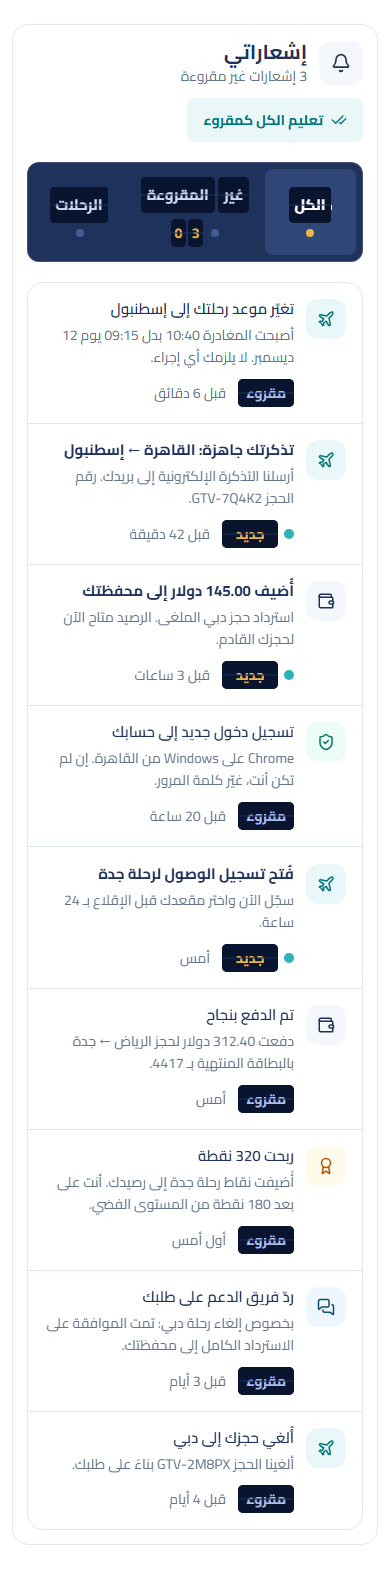 إشعاراتي
3 إشعارات غير مقروءة
تعليم الكل كمقروء
الكل
غير المقروءة
03
الرحلات
تغيّر موعد رحلتك إلى إسطنبول
أصبحت المغادرة 10:40 بدل 09:15 يوم 12
ديسمبر. لا يلزمك أي إجراء.
مقروء قبل 6 دقائق
تذكرتك جاهزة: القاهرة ← إسطنبول
أرسلنا التذكرة الإلكترونية إلى بريدك. رقم
الحجز GTV-7Q4K2.
جديد قبل 42 دقيقة
أُضيف 145.00 دولار إلى محفظتك
استرداد حجز دبي الملغى. الرصيد متاح الآن
لحجزك القادم.
جديد قبل 3 ساعات
تسجيل دخول جديد إلى حسابك
Chrome على Windows من القاهرة. إن لم
تكن أنت، غيّر كلمة المرور.
مقروء قبل 20 ساعة
فُتح تسجيل الوصول لرحلة جدة
سجّل الآن واختر مقعدك قبل الإقلاع بـ 24
ساعة.
جديد أمس
تم الدفع بنجاح
دفعت 312.40 دولار لحجز الرياض ← جدة
بالبطاقة المنتهية بـ 4417.
مقروء أمس
ربحت 320 نقطة
أُضيفت نقاط رحلة جدة إلى رصيدك. أنت على
بعد 180 نقطة من المستوى الفضي.
مقروء أول أمس
ردّ فريق الدعم على طلبك
بخصوص إلغاء رحلة دبي: تمت الموافقة على
الاسترداد الكامل إلى محفظتك.
مقروء قبل 3 أيام
أُلغي حجزك إلى دبي
ألغينا الحجز GTV-2M8PX بناءً على طلبك.
مقروء قبل 4 أيام